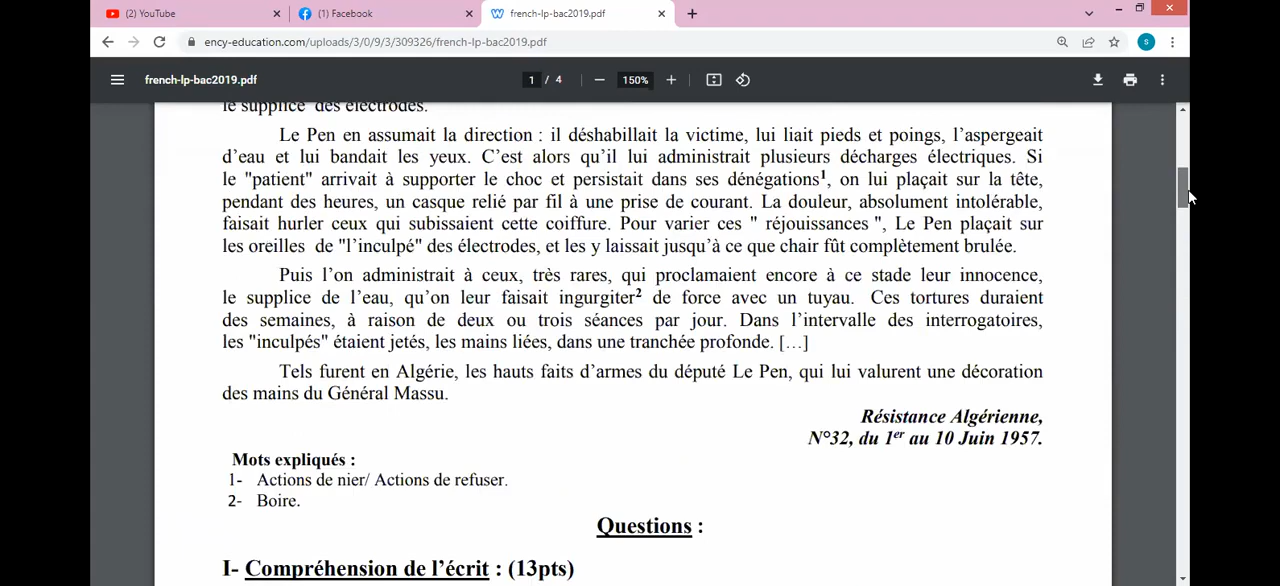 (2) YouTube
(1) Facebook
french-lp-bac2019.pdf
ency-education.com/uploads/3/0/9/3/309326/french-lp-bac2019.pdf
s
french-lp-bac2019.pdf
1 / 4
150%
le supplice des électrodes.
Le Pen en assumait la direction : il déshabillait la victime, lui liait pieds et poings, l’aspergeait
d’eau et lui bandait les yeux. C’est alors qu’il lui administrait plusieurs décharges électriques. Si
le "patient" arrivait à supporter le choc et persistait dans ses dénégations¹, on lui plaçait sur la tête,
pendant des heures, un casque relié par fil à une prise de courant. La douleur, absolument intolérable,
faisait hurler ceux qui subissaient cette coiffure. Pour varier ces " réjouissances ", Le Pen plaçait sur
les oreilles de "l’inculpé" des électrodes, et les y laissait jusqu’à ce que chair fût complètement brulée.
Puis l’on administrait à ceux, très rares, qui proclamaient encore à ce stade leur innocence,
le supplice de l’eau, qu’on leur faisait ingurgiter² de force avec un tuyau. Ces tortures duraient
des semaines, à raison de deux ou trois séances par jour. Dans l’intervalle des interrogatoires,
les "inculpés" étaient jetés, les mains liées, dans une tranchée profonde. […]
Tels furent en Algérie, les hauts faits d’armes du député Le Pen, qui lui valurent une décoration
des mains du Général Massu.
Résistance Algérienne,
N°32, du 1er au 10 Juin 1957.
Mots expliqués :
1- Actions de nier/ Actions de refuser.
2- Boire.
Questions :
I- Compréhension de l’écrit : (13pts)